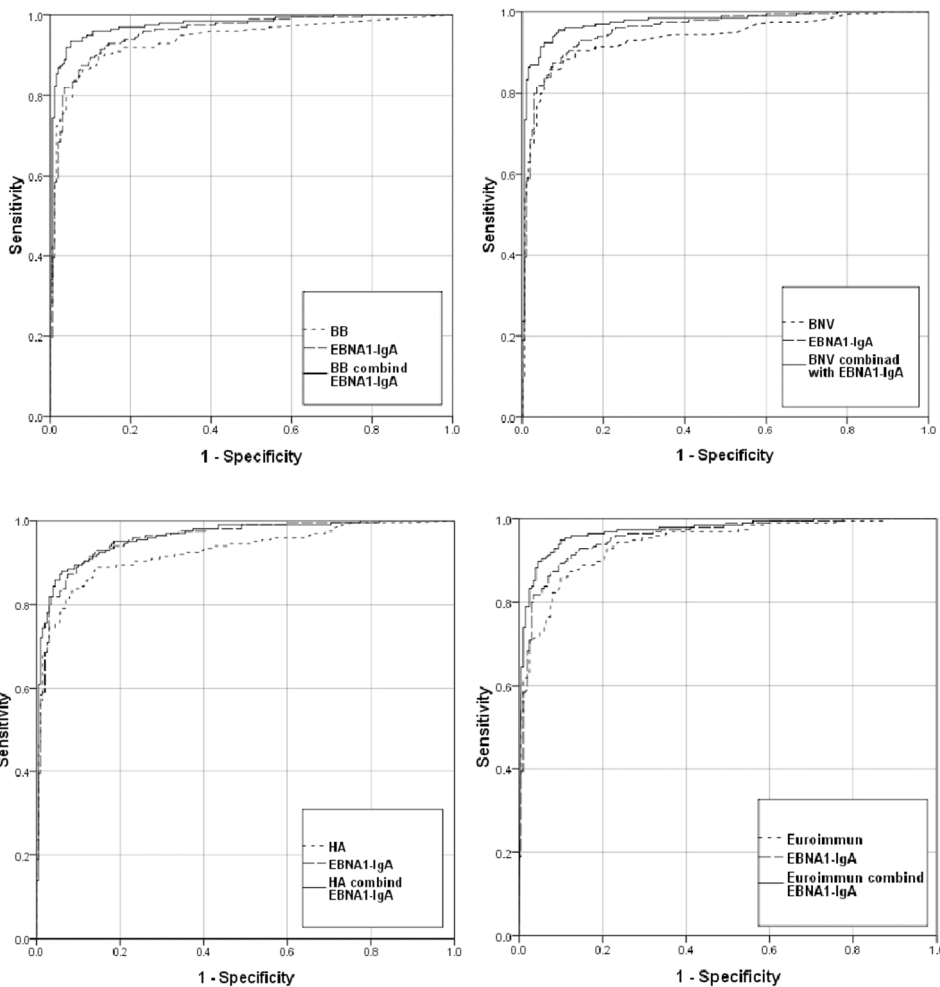 1.0
0.8
0.6
0.4
0.2
0.0
Sensitivity
0.0 0.2 0.4 0.6 0.8 1.0
1 - Specificity
BB
EBNA1-IgA
BB combind
EBNA1-IgA
1.0
0.8
0.6
0.4
0.2
0.0
Sensitivity
0.0 0.2 0.4 0.6 0.8 1.0
1 - Specificity
BNV
EBNA1-IgA
BNV combinad
with EBNA1-IgA
1.0
0.8
0.6
0.4
0.2
0.0
Sensitivity
0.0 0.2 0.4 0.6 0.8 1.0
1 - Specificity
HA
EBNA1-IgA
HA combind
EBNA1-IgA
1.0
0.8
0.6
0.4
0.2
0.0
Sensitivity
0.0 0.2 0.4 0.6 0.8 1.0
1 - Specificity
Euroimmun
EBNA1-IgA
Euroimmun combind
EBNA1-IgA